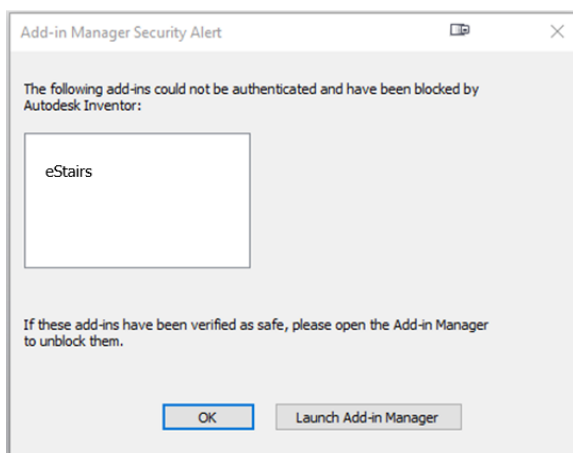 Add-in Manager Security Alert
The following add-ins could not be authenticated and have been blocked by
Autodesk Inventor:
eStairs
If these add-ins have been verified as safe, please open the Add-in Manager
to unblock them.
OK
Launch Add-in Manager